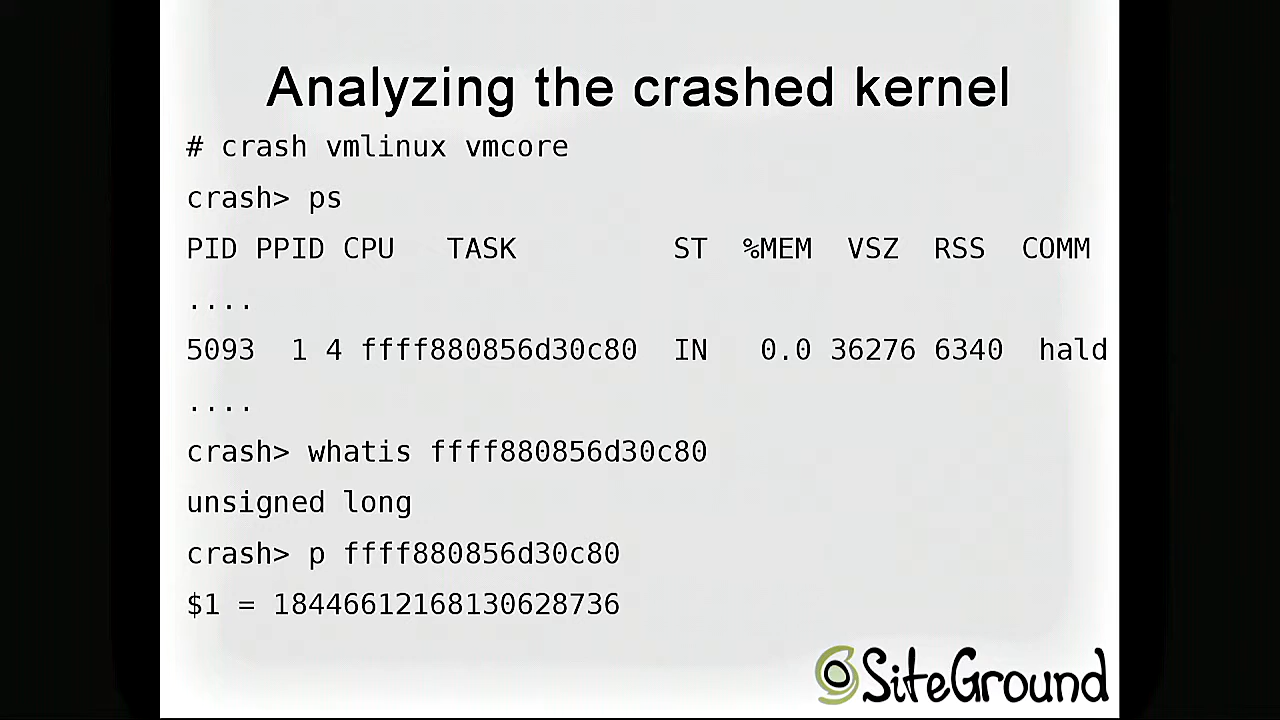 Analyzing the crashed kernel
# crash vmlinux vmcore
crash> ps
PID PPID CPU TASK ST %MEM VSZ RSS COMM
....
5093 1 4 ffff880856d30c80 IN 0.0 36276 6340 hald
....
crash> whatis ffff880856d30c80
unsigned long
crash> p ffff880856d30c80
$1 = 18446612168130628736
SiteGround